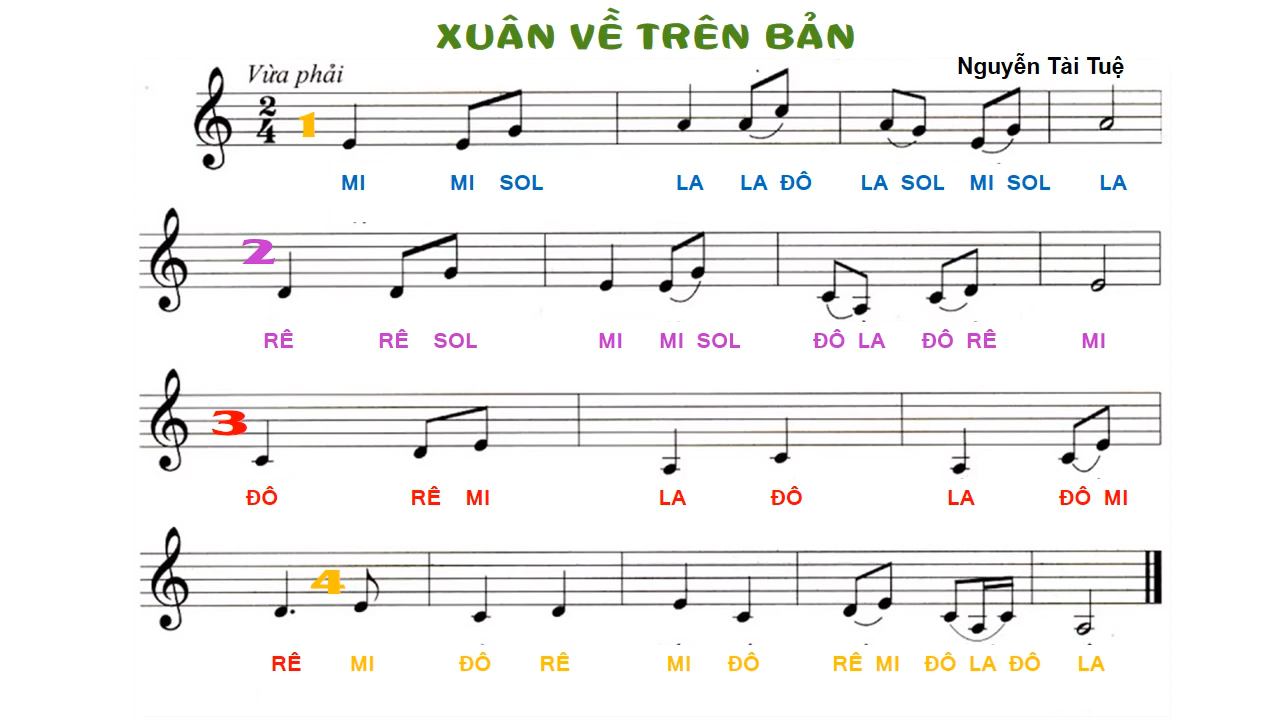 XUÂN VỀ TRÊN BẢN
Nguyễn Tài Tuệ
Vừa phải
2
4
1
MI MI SOL LA LA ĐÔ LA SOL MI SOL LA
2
RÊ RÊ SOL MI MI SOL ĐÔ LA ĐÔ RÊ MI
3
ĐÔ RÊ MI LA ĐÔ LA ĐÔ MI
4
RÊ MI ĐÔ RÊ MI ĐÔ RÊ MI ĐÔ LA ĐÔ LA